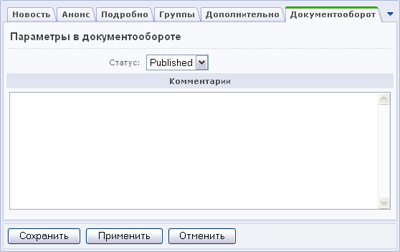 Новость Анонс Подробно Группы Дополнительно Документооборот
Параметры в документообороте
Статус: Published
Комментарии
Сохранить Применить Отменить